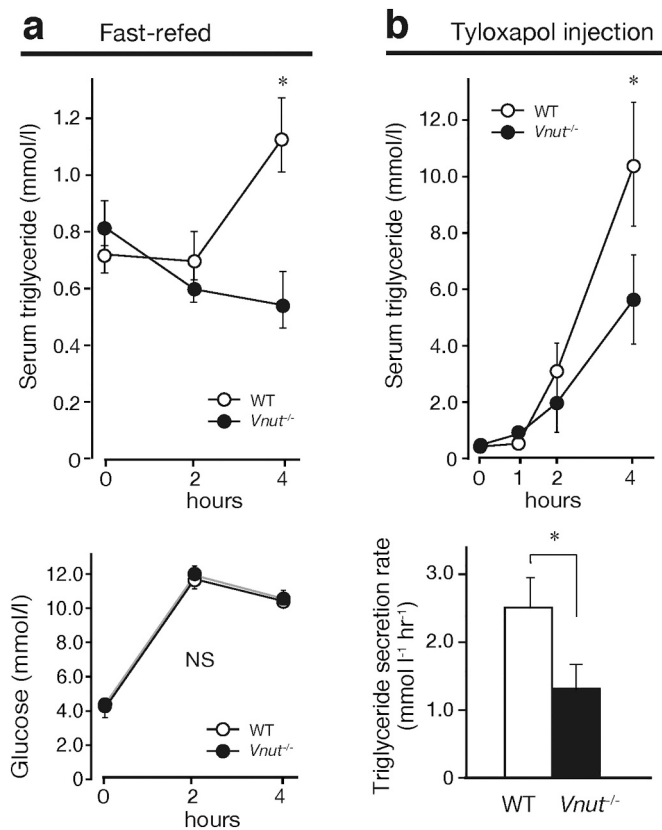 a Fast-refed
Serum triglyceride (mmol/l)
1.2
1.0
0.8
0.6
0.4
0.2
0
*
WT
Vnut-/-
0 2 4
hours
Glucose (mmol/l)
12.0
10.0
8.0
6.0
4.0
2.0
0
NS
WT
Vnut-/-
0 2 4
hours
b Tyloxapol injection
Serum triglyceride (mmol/l)
10.0
8.0
6.0
4.0
2.0
0
*
WT
Vnut-/-
0 1 2 4
hours
Triglyceride secretion rate
(mmol l-1 hr-1)
3.0
2.0
1.0
0
*
WT Vnut-/-